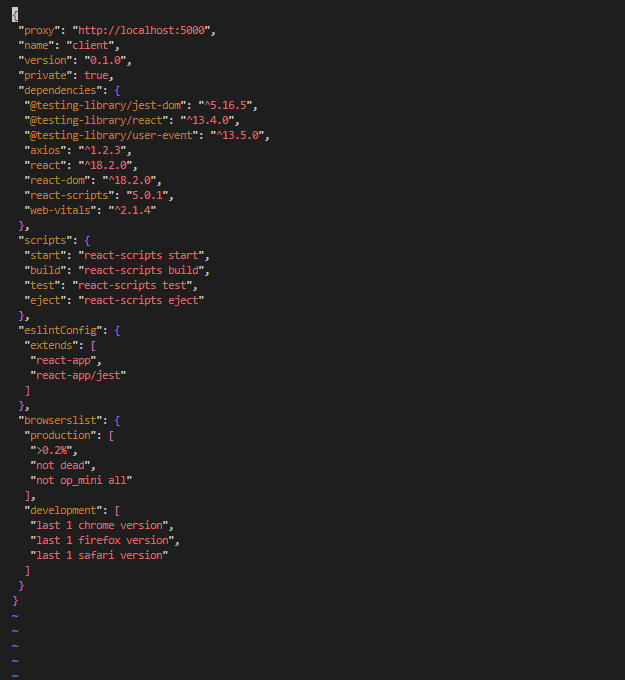 {
 "proxy": "http://localhost:5000",
 "name": "client",
 "version": "0.1.0",
 "private": true,
 "dependencies": {
  "@testing-library/jest-dom": "^5.16.5",
  "@testing-library/react": "^13.4.0",
  "@testing-library/user-event": "^13.5.0",
  "axios": "^1.2.3",
  "react": "^18.2.0",
  "react-dom": "^18.2.0",
  "react-scripts": "5.0.1",
  "web-vitals": "^2.1.4"
 },
 "scripts": {
  "start": "react-scripts start",
  "build": "react-scripts build",
  "test": "react-scripts test",
  "eject": "react-scripts eject"
 },
 "eslintConfig": {
  "extends": [
   "react-app",
   "react-app/jest"
  ]
 },
 "browserslist": {
  "production": [
   ">0.2%",
   "not dead",
   "not op_mini all"
  ],
  "development": [
   "last 1 chrome version",
   "last 1 firefox version",
   "last 1 safari version"
  ]
 }
}
~
~
~
~
~